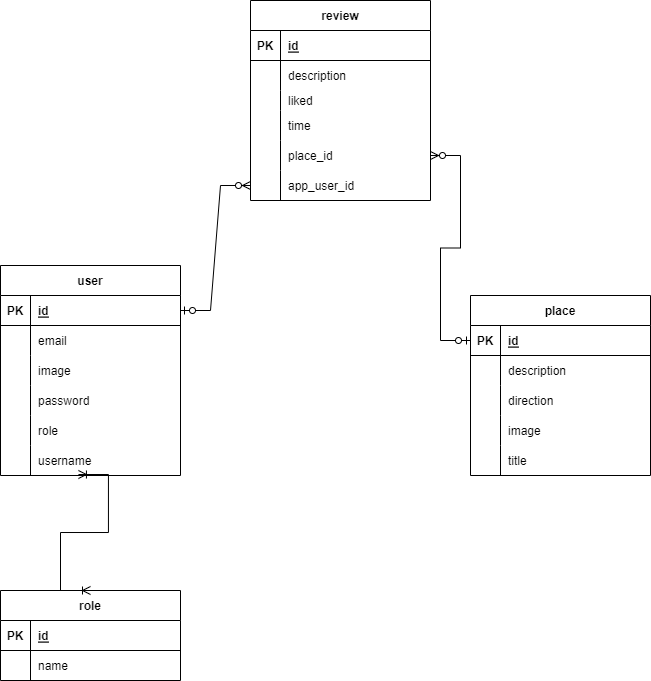 review
PK id
description
liked
time
place_id
app_user_id
user
PK id
email
image
password
role
username
place
PK id
description
direction
image
title
role
PK id
name